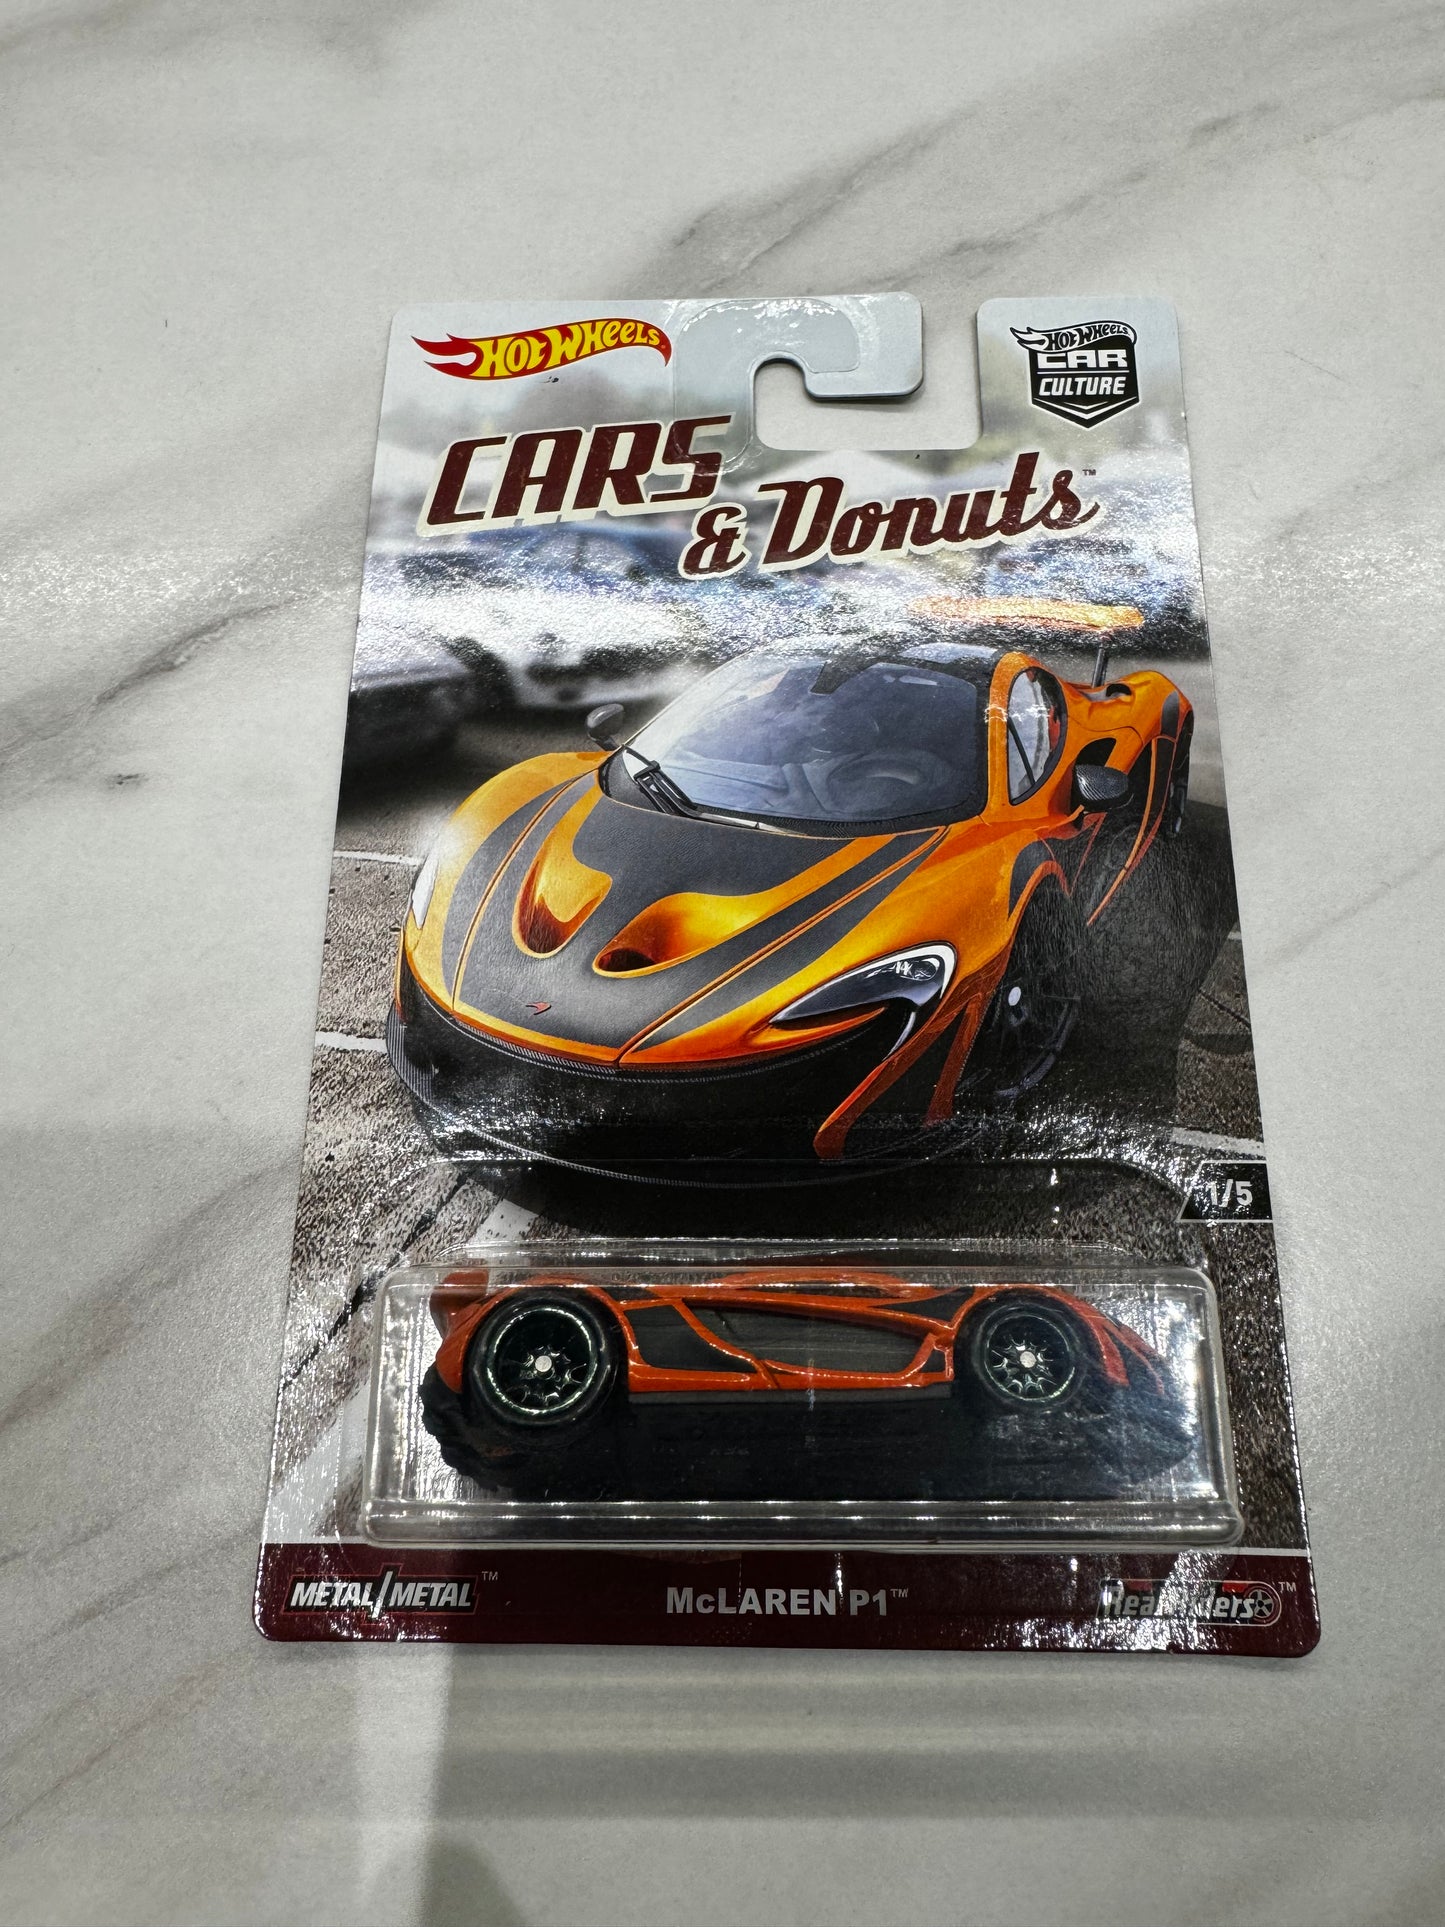 HOT WHEELS
HOT WHEELS
CAR
CULTURE
CARS
& Donuts™
1/5
METAL/METAL™
McLAREN P1™
Real Riders™